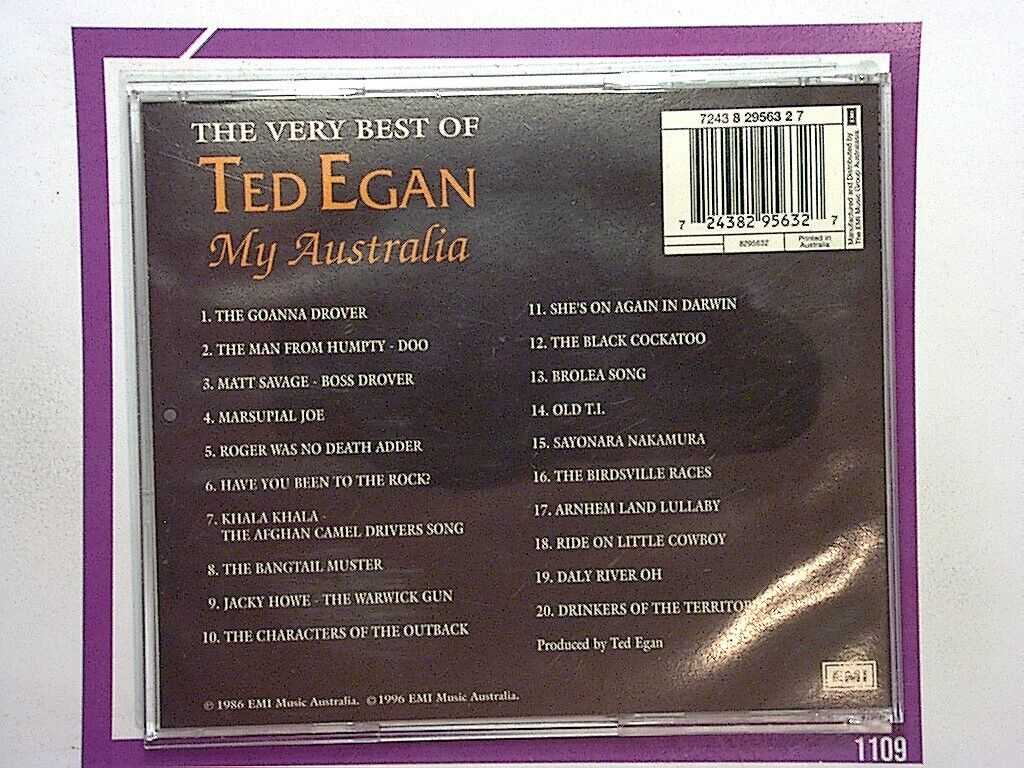 THE VERY BEST OF
TED EGAN
My Australia
7243 8 29563 2 7
7 24382 95632 7
8295632
Printed in
Australia
Manufactured and Distributed by
The EMI Music Group Australasia
EMI
1. THE GOANNA DROVER
2. THE MAN FROM HUMPTY - DOO
3. MATT SAVAGE - BOSS DROVER
4. MARSUPIAL JOE
5. ROGER WAS NO DEATH ADDER
6. HAVE YOU BEEN TO THE ROCK?
7. KHALA KHALA -
THE AFGHAN CAMEL DRIVERS SONG
8. THE BANGTAIL MUSTER
9. JACKY HOWE - THE WARWICK GUN
10. THE CHARACTERS OF THE OUTBACK
11. SHE'S ON AGAIN IN DARWIN
12. THE BLACK COCKATOO
13. BROLEA SONG
14. OLD T.I.
15. SAYONARA NAKAMURA
16. THE BIRDSVILLE RACES
17. ARNHEM LAND LULLABY
18. RIDE ON LITTLE COWBOY
19. DALY RIVER OH
20. DRINKERS OF THE
Produced by Ted Egan
℗ 1986 EMI Music Australia. © 1996 EMI Music Australia.
EMI
1109